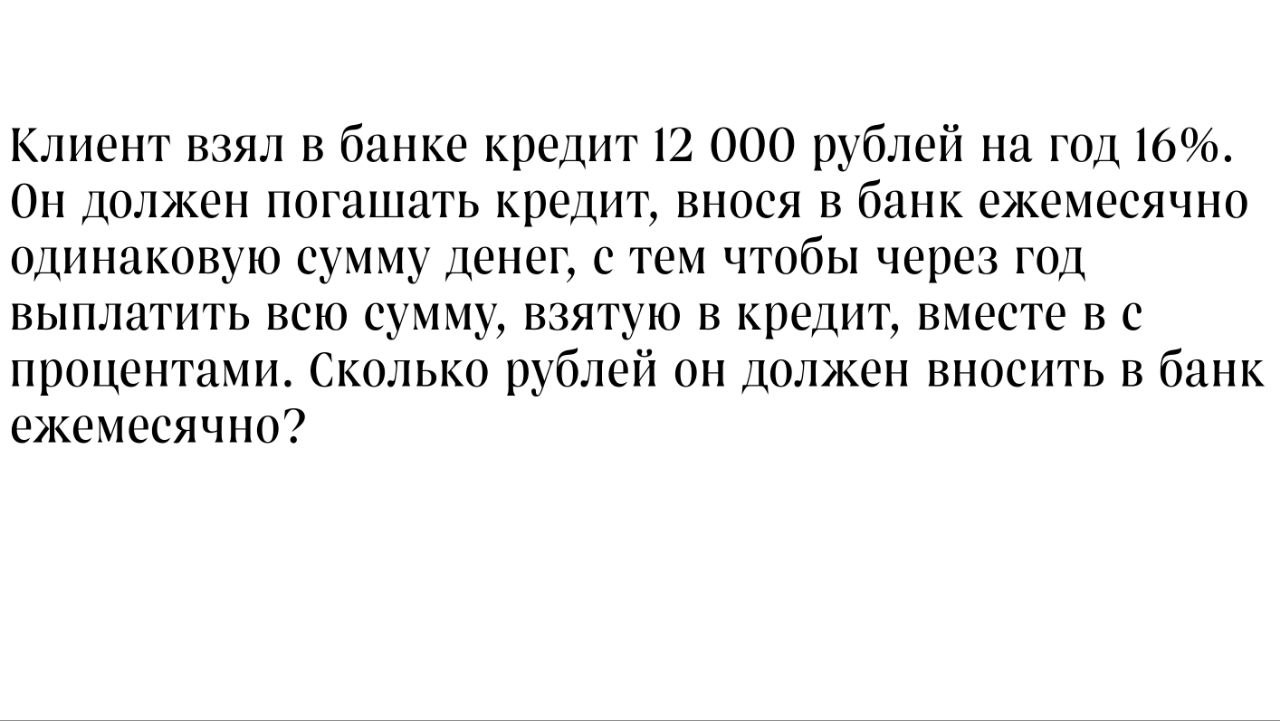 Клиент взял в банке кредит 12 000 рублей на год 16%.
Он должен погашать кредит, внося в банк ежемесячно
одинаковую сумму денег, с тем чтобы через год
выплатить всю сумму, взятую в кредит, вместе в с
процентами. Сколько рублей он должен вносить в банк
ежемесячно?